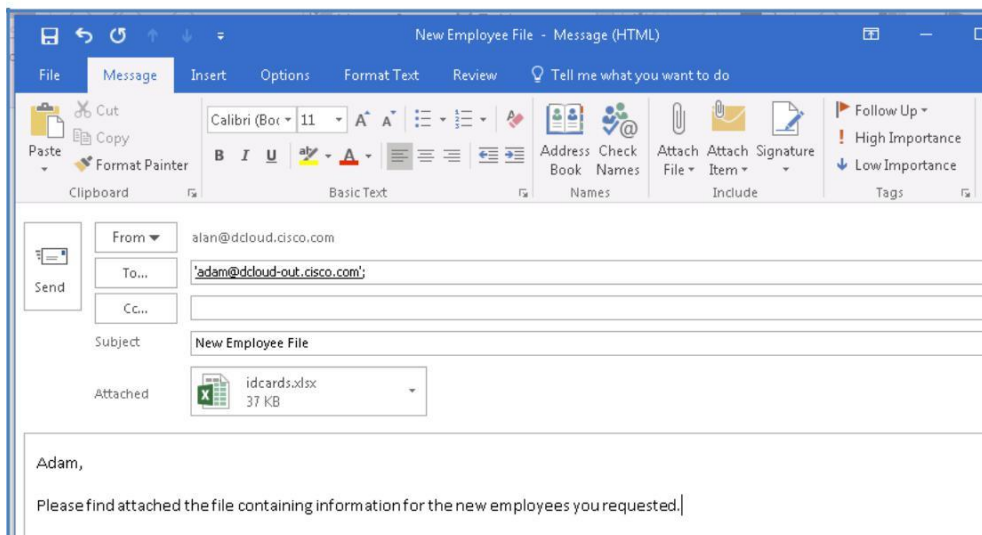 New Employee File - Message (HTML)
File Message Insert Options Format Text Review Tell me what you want to do
Cut
Copy
Format Painter
Paste
Clipboard
Calibri (Boc 11 A A
B I U ab A
Basic Text
Address Book
Check Names
Names
Attach File
Attach Item
Signature
Include
Follow Up
High Importance
Low Importance
Tags
Send
From alan@dcloud.cisco.com
To... 'adam@dcloud-out.cisco.com';
Cc...
Subject New Employee File
Attached idcards.xlsx
37 KB
Adam,
Please find attached the file containing information for the new employees you requested.